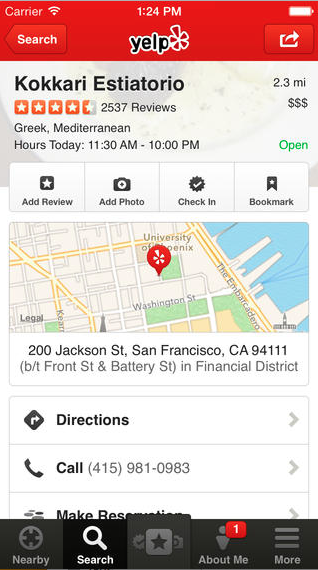 Carrier 1:24 PM
Search yelp
Kokkari Estiatorio 2.3 mi
2537 Reviews $$$
Greek, Mediterranean
Hours Today: 11:30 AM - 10:00 PM Open
Add Review Add Photo Check In Bookmark
University
of Phoenix
The Embarcadero
Washington St
Legal
Kearn
200 Jackson St, San Francisco, CA 94111
(b/t Front St & Battery St) in Financial District
Directions
Call (415) 981-0983
Make Reservation
1
Nearby Search About Me More